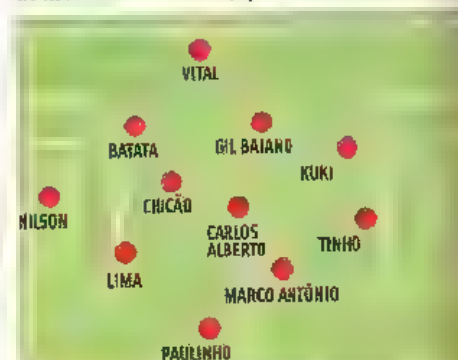 VITAL
BATATA
GIL BAIANO
KUKI
CHICÃO
NILSON
CARLOS
ALBERTO
TINHO
LIMA
MARCO ANTÔNIO
PAULINHO